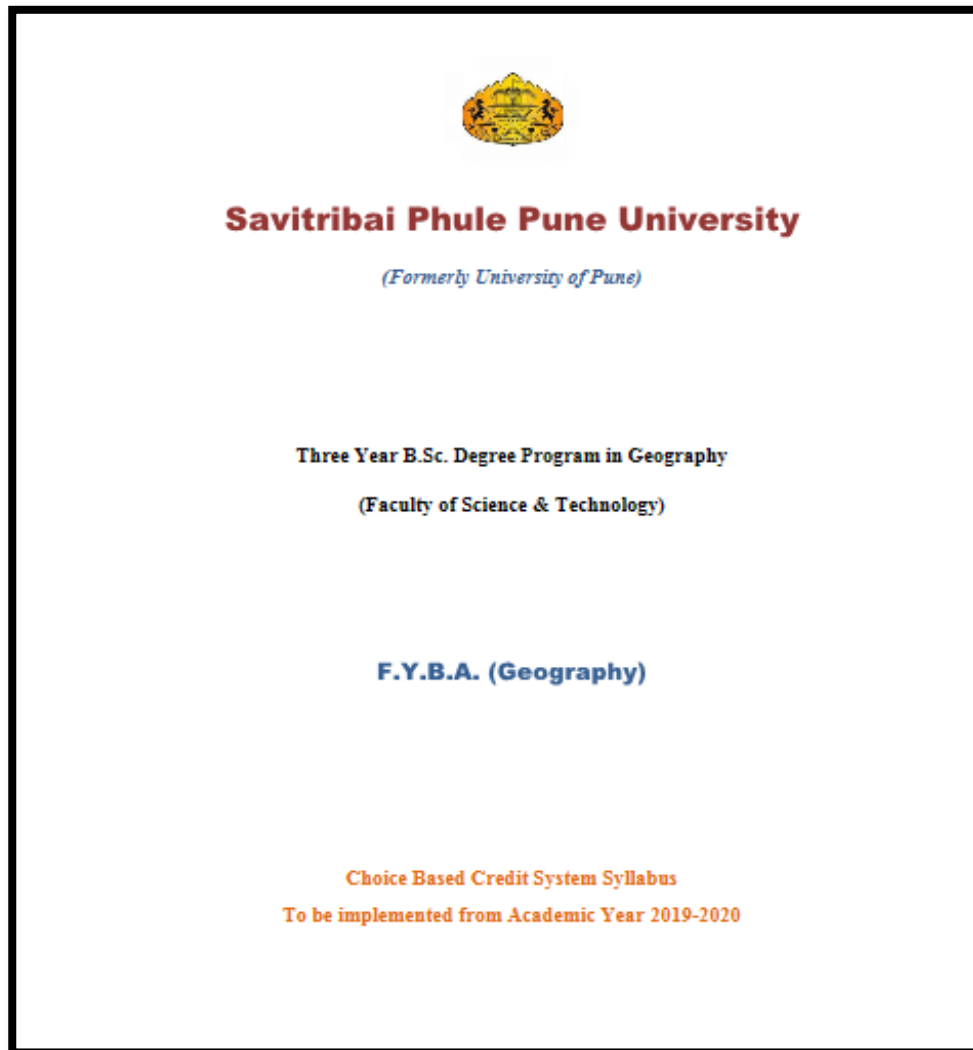 Savitribai Phule Pune University
(Formerly University of Pune)
Three Year B.Sc. Degree Program in Geography
(Faculty of Science & Technology)
F.Y.B.A. (Geography)
Choice Based Credit System Syllabus
To be implemented from Academic Year 2019-2020